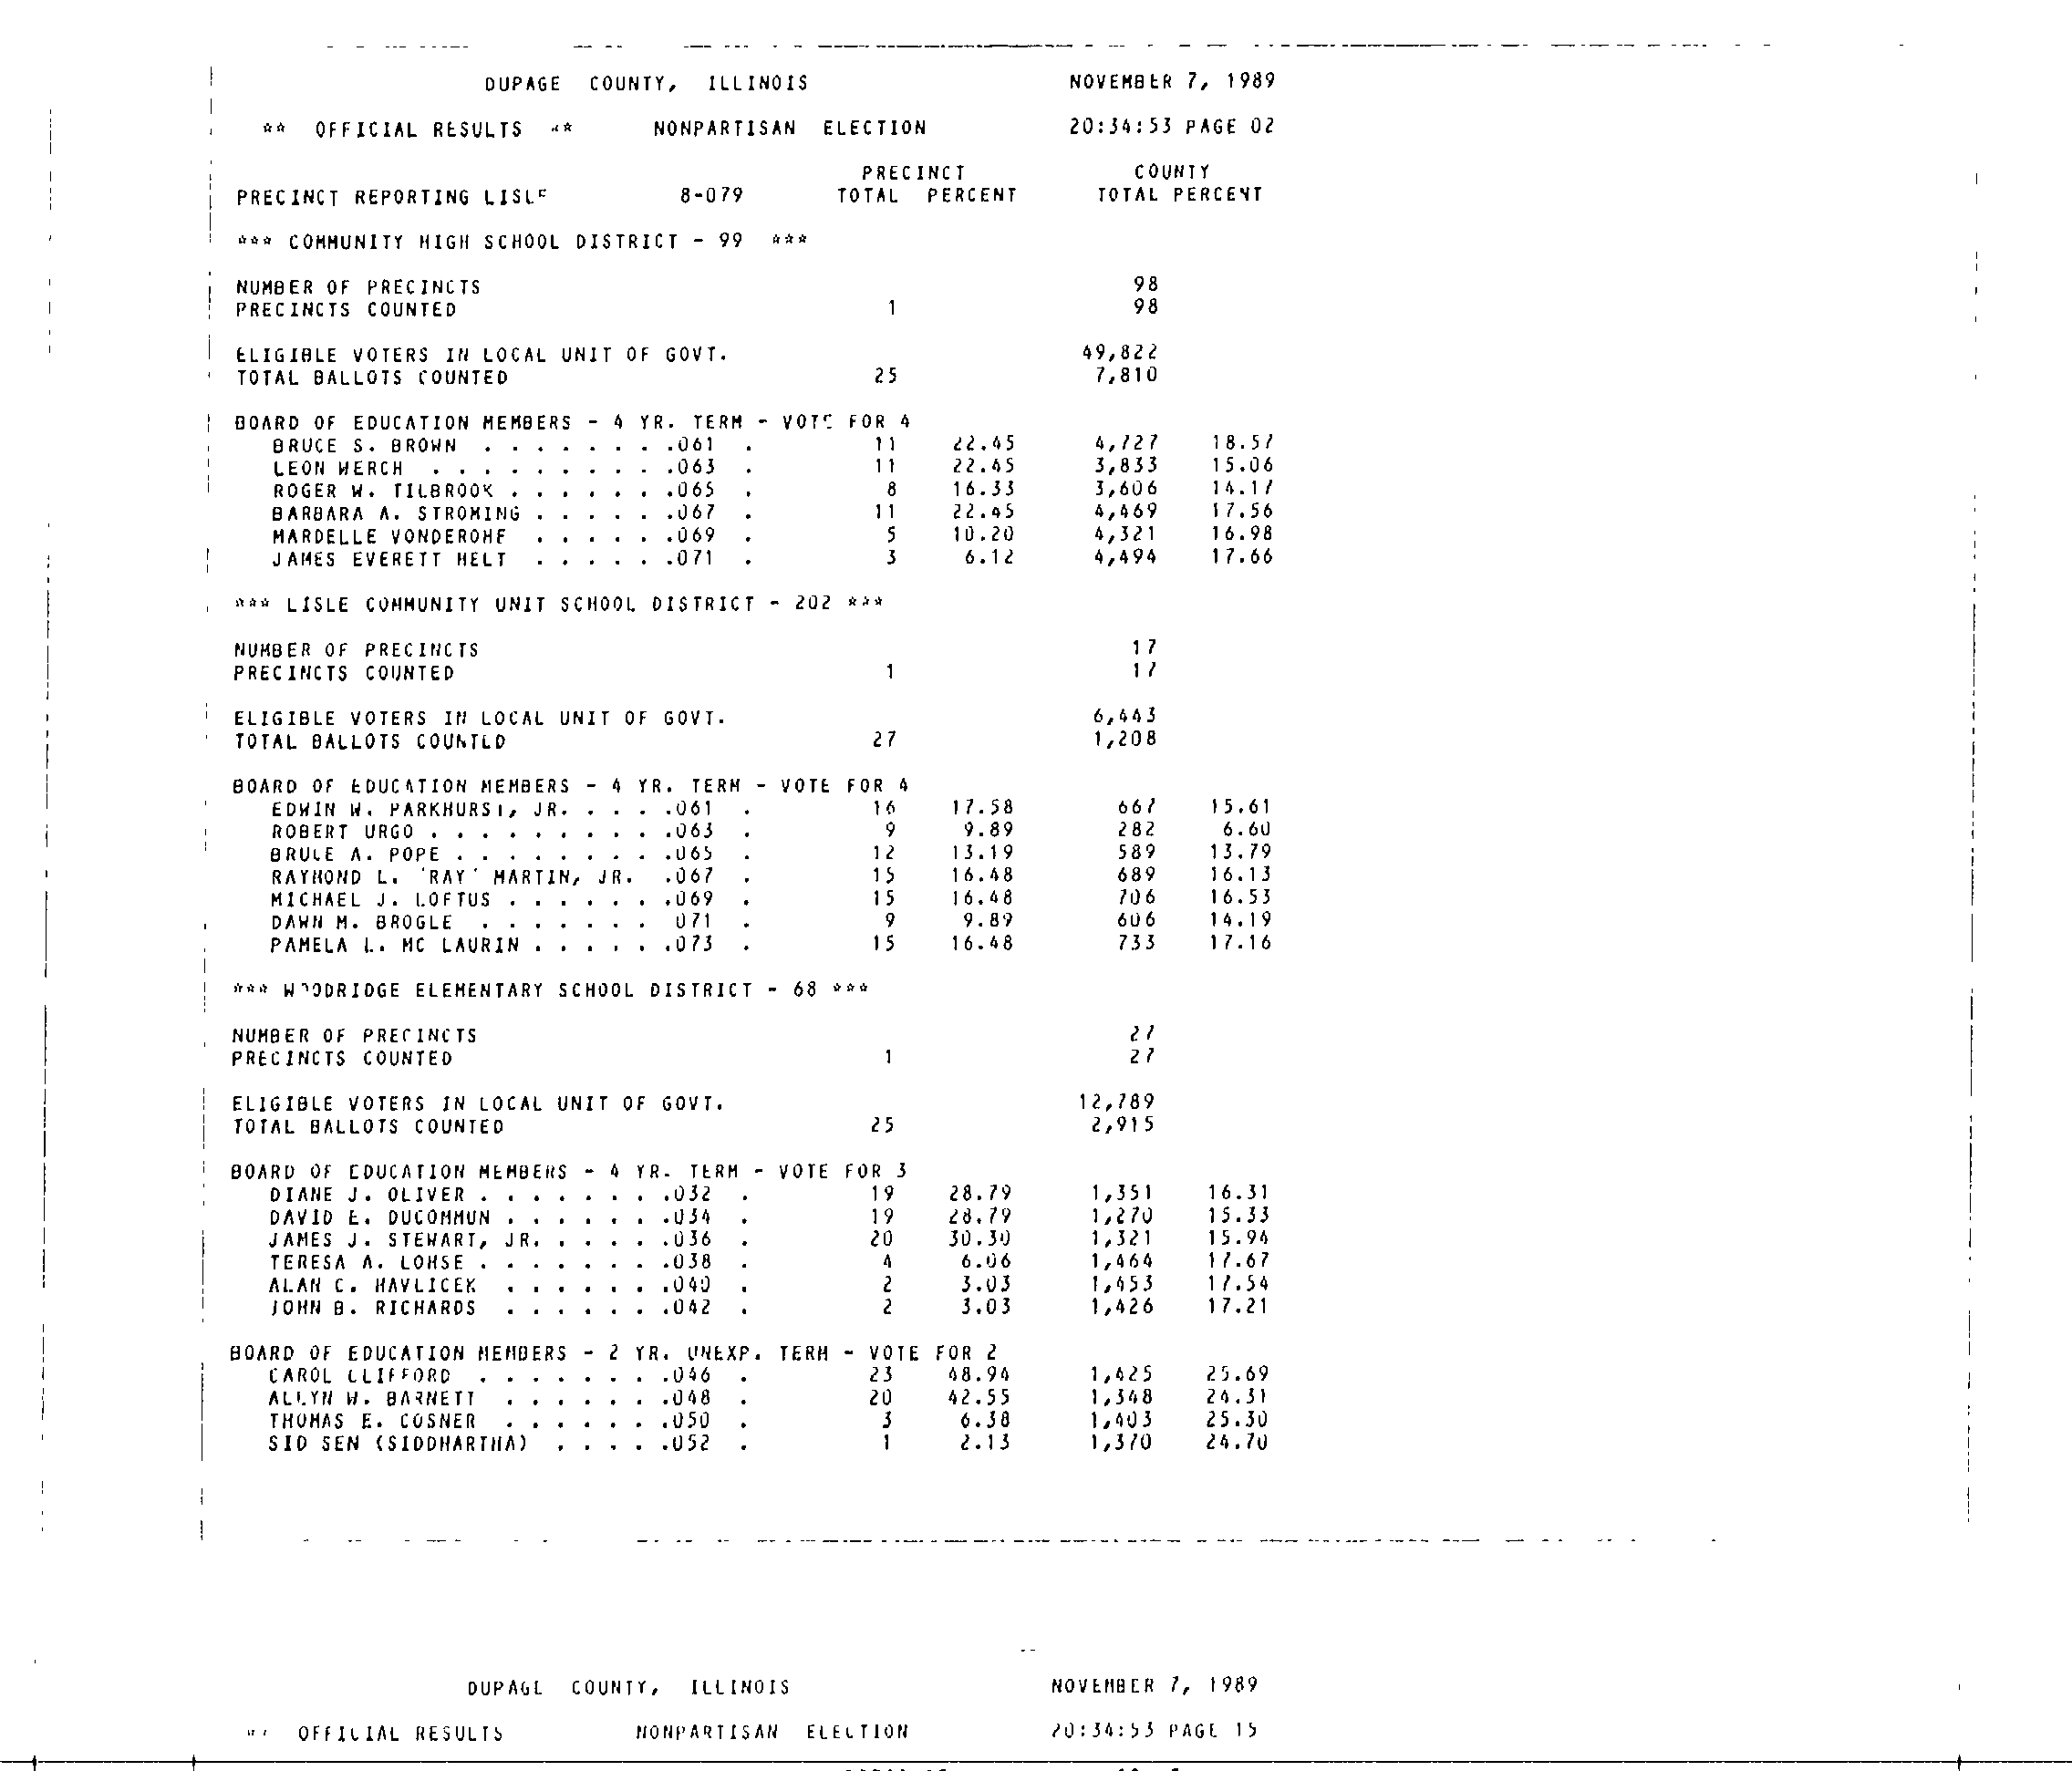 DUPAGE COUNTY, ILLINOIS NOVEMBER 7, 1989
** OFFICIAL RESULTS ** NONPARTISAN ELECTION 20:34:53 PAGE 02
PRECINCT COUNTY
PRECINCT REPORTING LISLE 8-079 TOTAL PERCENT TOTAL PERCENT
*** COMMUNITY HIGH SCHOOL DISTRICT - 99 ***
NUMBER OF PRECINCTS 98
PRECINCTS COUNTED 1 98
ELIGIBLE VOTERS IN LOCAL UNIT OF GOVT. 49,822
TOTAL BALLOTS COUNTED 25 7,810
BOARD OF EDUCATION MEMBERS - 4 YR. TERM - VOTE FOR 4
BRUCE S. BROWN . . . . . . . .061 . 11 22.45 4,727 18.57
LEON WERCH . . . . . . . . . .063 . 11 22.45 3,833 15.06
ROGER W. TILBROOK . . . . . . .065 . 8 16.33 3,606 14.17
BARBARA A. STROMING . . . . . .067 . 11 22.45 4,469 17.56
MARDELLE VONDEROHE . . . . . .069 . 5 10.20 4,321 16.98
JAMES EVERETT HELT . . . . . .071 . 3 6.12 4,494 17.66
*** LISLE COMMUNITY UNIT SCHOOL DISTRICT - 202 ***
NUMBER OF PRECINCTS 17
PRECINCTS COUNTED 1 17
ELIGIBLE VOTERS IN LOCAL UNIT OF GOVT. 6,443
TOTAL BALLOTS COUNTED 27 1,208
BOARD OF EDUCATION MEMBERS - 4 YR. TERM - VOTE FOR 4
EDWIN W. PARKHURST, JR. . . . .061 . 16 17.58 667 15.61
ROBERT URGO . . . . . . . . . .063 . 9 9.89 282 6.60
BRUCE A. POPE . . . . . . . . .065 . 12 13.19 589 13.79
RAYMOND L. 'RAY' MARTIN, JR. .067 . 15 16.48 689 16.13
MICHAEL J. LOFTUS . . . . . . .069 . 15 16.48 706 16.53
DAWN M. BROGLE . . . . . . . 071 . 9 9.89 606 14.19
PAMELA L. MC LAURIN . . . . . .073 . 15 16.48 733 17.16
*** WOODRIDGE ELEMENTARY SCHOOL DISTRICT - 68 ***
NUMBER OF PRECINCTS 27
PRECINCTS COUNTED 1 27
ELIGIBLE VOTERS IN LOCAL UNIT OF GOVT. 12,789
TOTAL BALLOTS COUNTED 25 2,915
BOARD OF EDUCATION MEMBERS - 4 YR. TERM - VOTE FOR 3
DIANE J. OLIVER . . . . . . . .032 . 19 28.79 1,351 16.31
DAVID E. DUCOMMUN . . . . . . .034 . 19 28.79 1,270 15.33
JAMES J. STEWART, JR. . . . . .036 . 20 30.30 1,321 15.94
TERESA A. LOHSE . . . . . . . .038 . 4 6.06 1,464 17.67
ALAN C. HAVLICEK . . . . . . .040 . 2 3.03 1,453 17.54
JOHN B. RICHARDS . . . . . . .042 . 2 3.03 1,426 17.21
BOARD OF EDUCATION MEMBERS - 2 YR. UNEXP. TERM - VOTE FOR 2
CAROL CLIFFORD . . . . . . . .046 . 23 48.94 1,425 25.69
ALLYN W. BARNETT . . . . . . .048 . 20 42.55 1,348 24.31
THOMAS E. COSNER . . . . . . .050 . 3 6.38 1,403 25.30
SID SEN (SIDDHARTHA) . . . . .052 . 1 2.13 1,370 24.70
DUPAGE COUNTY, ILLINOIS NOVEMBER 7, 1989
** OFFICIAL RESULTS NONPARTISAN ELECTION 20:34:53 PAGE 15